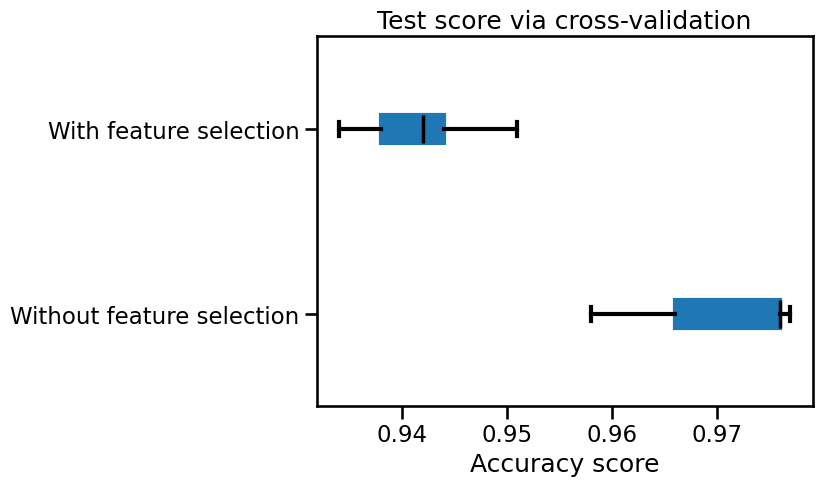 Test score via cross-validation
With feature selection
Without feature selection
0.94 0.95 0.96 0.97
Accuracy score